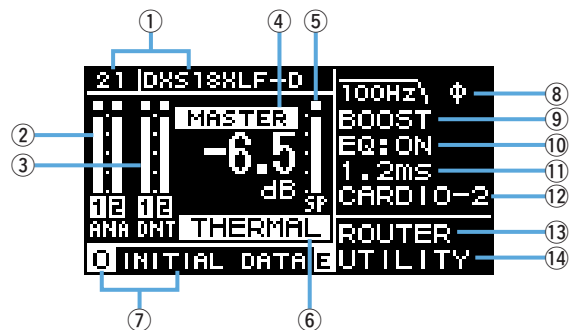 ① ④ ⑤
21 DXS18XLF-D
② ③
MASTER
-6.5
dB
SP
1 2 1 2
ANA DNT
THERMAL
0 INITIAL DATA E
⑦ ⑥
100Hz ϕ ⑧
BOOST ⑨
EQ:ON ⑩
1.2ms ⑪
CARDIO-2 ⑫
ROUTER ⑬
UTILITY ⑭